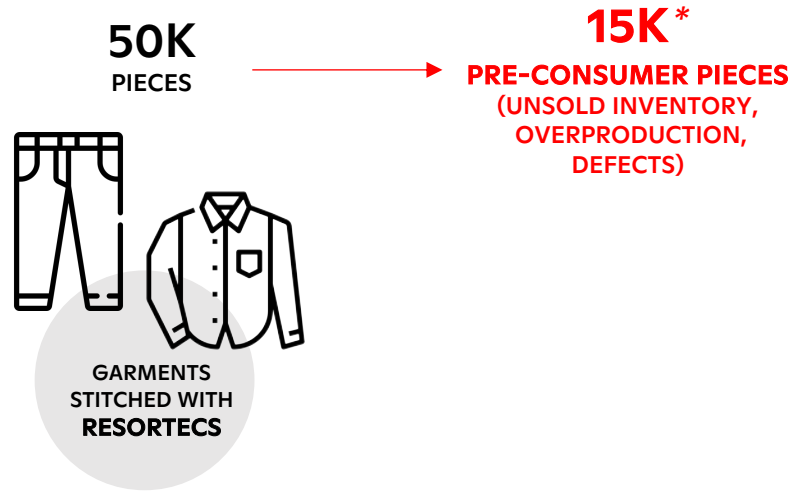 50K
PIECES
15K*
PRE-CONSUMER PIECES
(UNSOLD INVENTORY,
OVERPRODUCTION,
DEFECTS)
GARMENTS
STITCHED WITH
RESORTECS